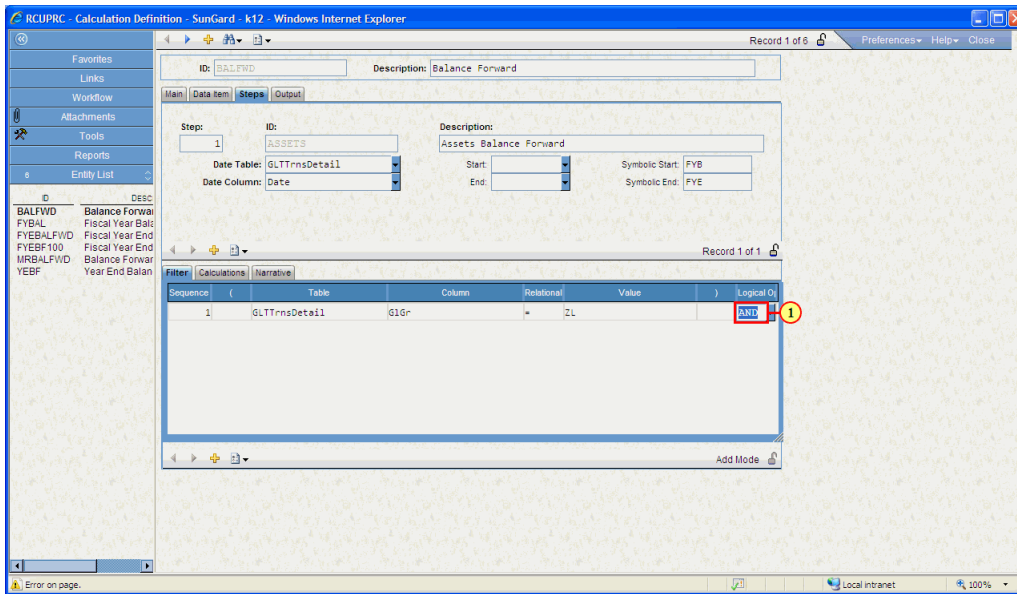 RCUPRC - Calculation Definition - SunGard - k12 - Windows Internet Explorer
Record 1 of 6 Preferences Help Close
Favorites
Links
Workflow
Attachments
Tools
Reports
6 Entity List
ID DESC
BALFWD Balance Forwar
FYBAL Fiscal Year Bala
FYEBALFWD Fiscal Year End
FYEBF100 Fiscal Year End
MRBALFWD Balance Forwar
YEBF Year End Balan
ID: BALFWD Description: Balance Forward
Main Data Item Steps Output
Step: ID: Description:
1 ASSETS Assets Balance Forward
Date Table: GLTTrnsDetail Start: Symbolic Start: FYB
Date Column: Date End: Symbolic End: FYE
Record 1 of 1
Filter Calculations Narrative
Sequence ( Table Column Relational Value ) Logical O
1 GLTTrnsDetail GlGr = ZL AND 1
Add Mode
Error on page. Local intranet 100%